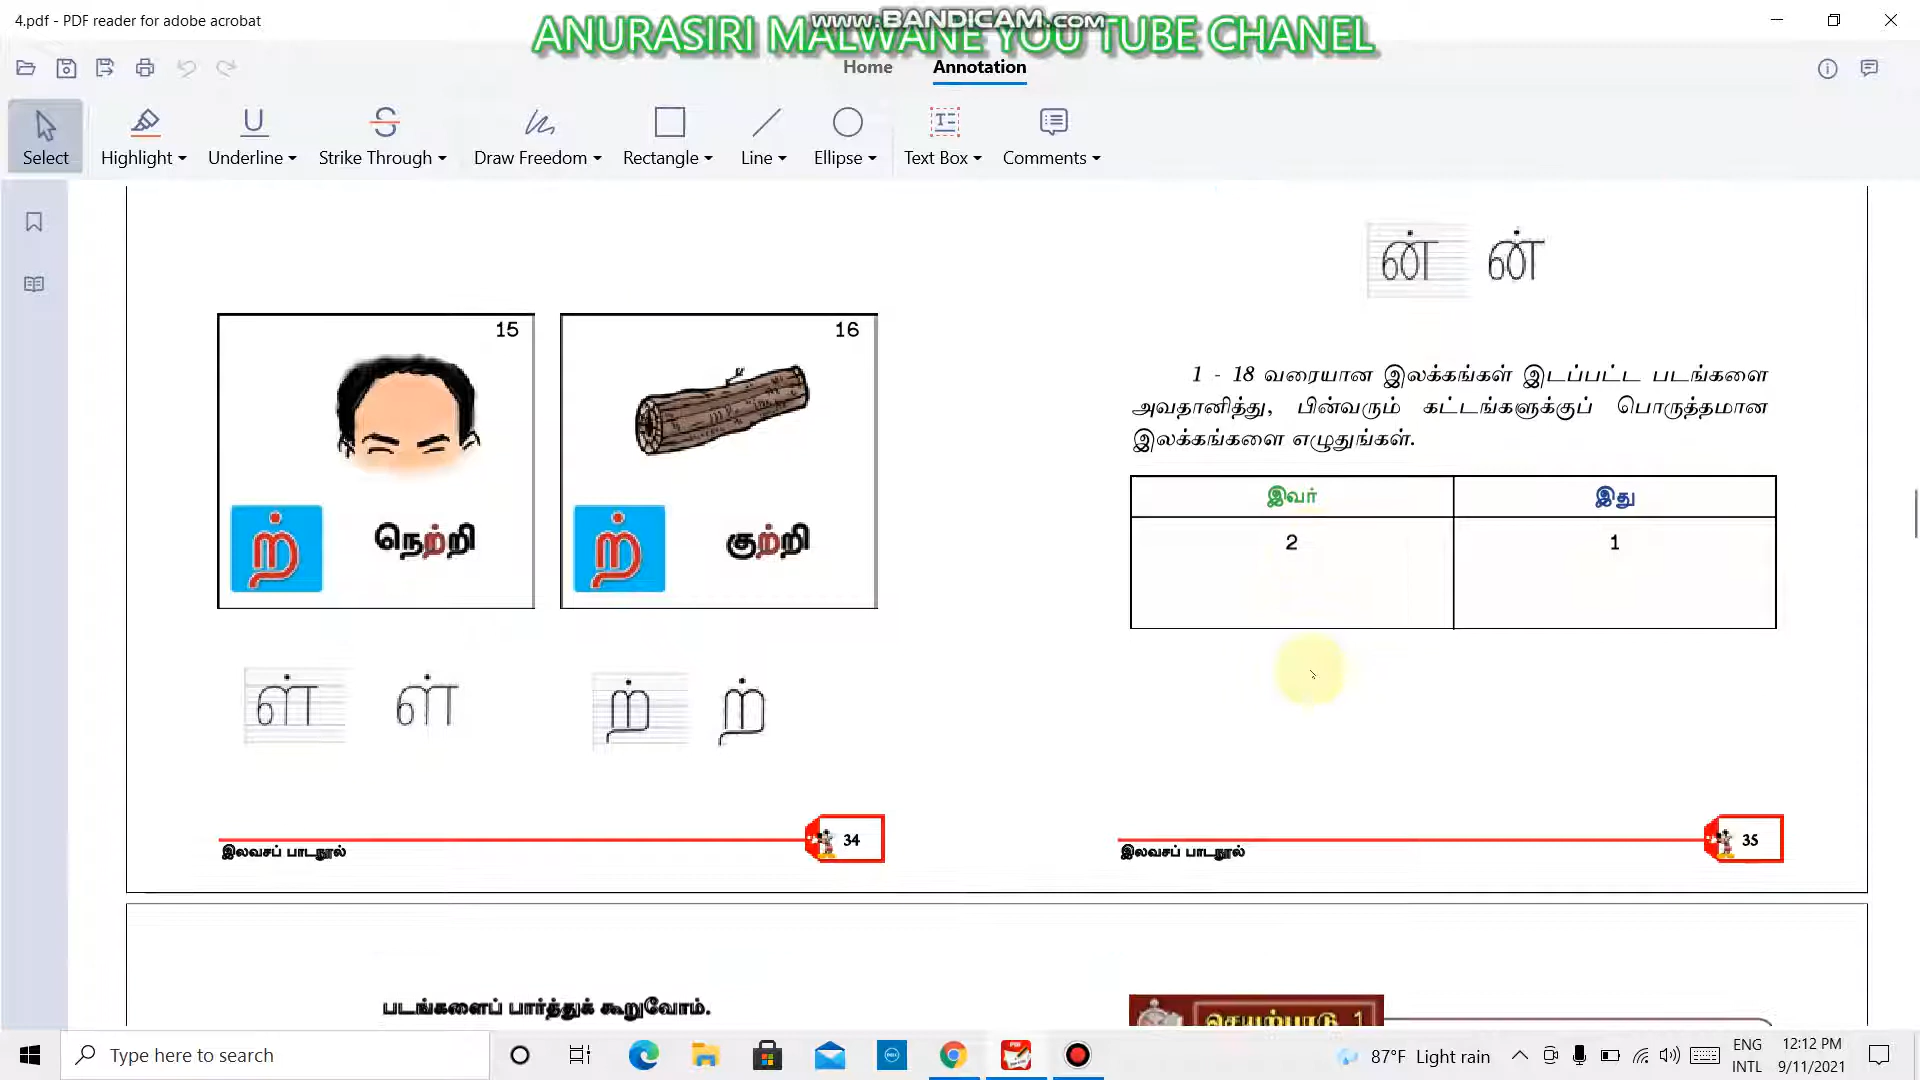 4.pdf - PDF reader for adobe acrobat
www.BANDICAM.com
ANURASIRI MALWANE YOU TUBE CHANEL
Home
Annotation
Select
Highlight
Underline
Strike Through
Draw Freedom
Rectangle
Line
Ellipse
Text Box
Comments
15
ற்
நெற்றி
16
ற்
குற்றி
ள் ள்
ற் ற்
இலவசப் பாடநூல்
34
ன் ன்
1 - 18 வரையான இலக்கங்கள் இடப்பட்ட படங்களை
அவதானித்து, பின்வரும் கட்டங்களுக்குப் பொருத்தமான
இலக்கங்களை எழுதுங்கள்.
இவர் இது
2 1
இலவசப் பாடநூல்
35
படங்களைப் பார்த்துக் கூறுவோம்.
செயற்பாடு 1
Type here to search
87°F Light rain
ENG
INTL
12:12 PM
9/11/2021